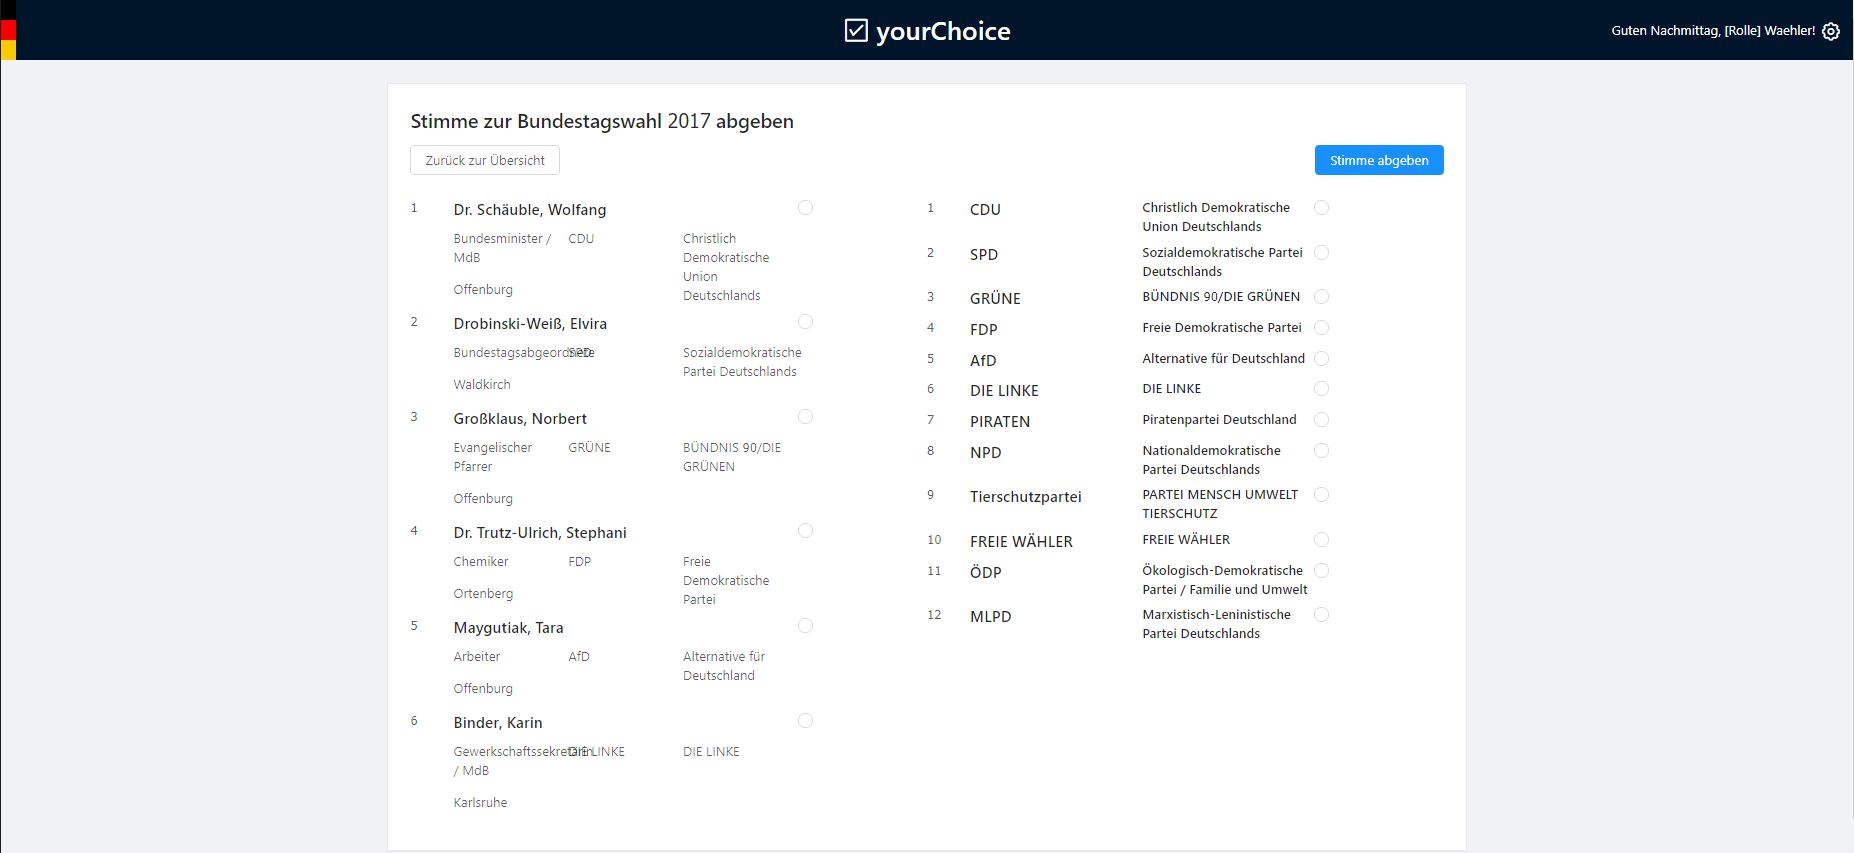 yourChoice
Guten Nachmittag, [Rolle] Waehler!
Stimme zur Bundestagswahl 2017 abgeben
Zurück zur Übersicht
Stimme abgeben
1 Dr. Schäuble, Wolfang
Bundesminister / CDU Christlich
MdB Demokratische
Union
Offenburg Deutschlands
2 Drobinski-Weiß, Elvira
Bundestagsabgeordnete SPD Sozialdemokratische
Partei Deutschlands
Waldkirch
3 Großklaus, Norbert
Evangelischer GRÜNE BÜNDNIS 90/DIE
Pfarrer GRÜNEN
Offenburg
4 Dr. Trutz-Ulrich, Stephani
Chemiker FDP Freie
Demokratische
Ortenberg Partei
5 Maygutiak, Tara
Arbeiter AfD Alternative für
Deutschland
Offenburg
6 Binder, Karin
Gewerkschaftssekretärin DIE LINKE DIE LINKE
/ MdB
Karlsruhe
1 CDU Christlich Demokratische
Union Deutschlands
2 SPD Sozialdemokratische Partei
Deutschlands
3 GRÜNE BÜNDNIS 90/DIE GRÜNEN
4 FDP Freie Demokratische Partei
5 AfD Alternative für Deutschland
6 DIE LINKE DIE LINKE
7 PIRATEN Piratenpartei Deutschland
8 NPD Nationaldemokratische
Partei Deutschlands
9 Tierschutzpartei PARTEI MENSCH UMWELT
TIERSCHUTZ
10 FREIE WÄHLER FREIE WÄHLER
11 ÖDP Ökologisch-Demokratische
Partei / Familie und Umwelt
12 MLPD Marxistisch-Leninistische
Partei Deutschlands